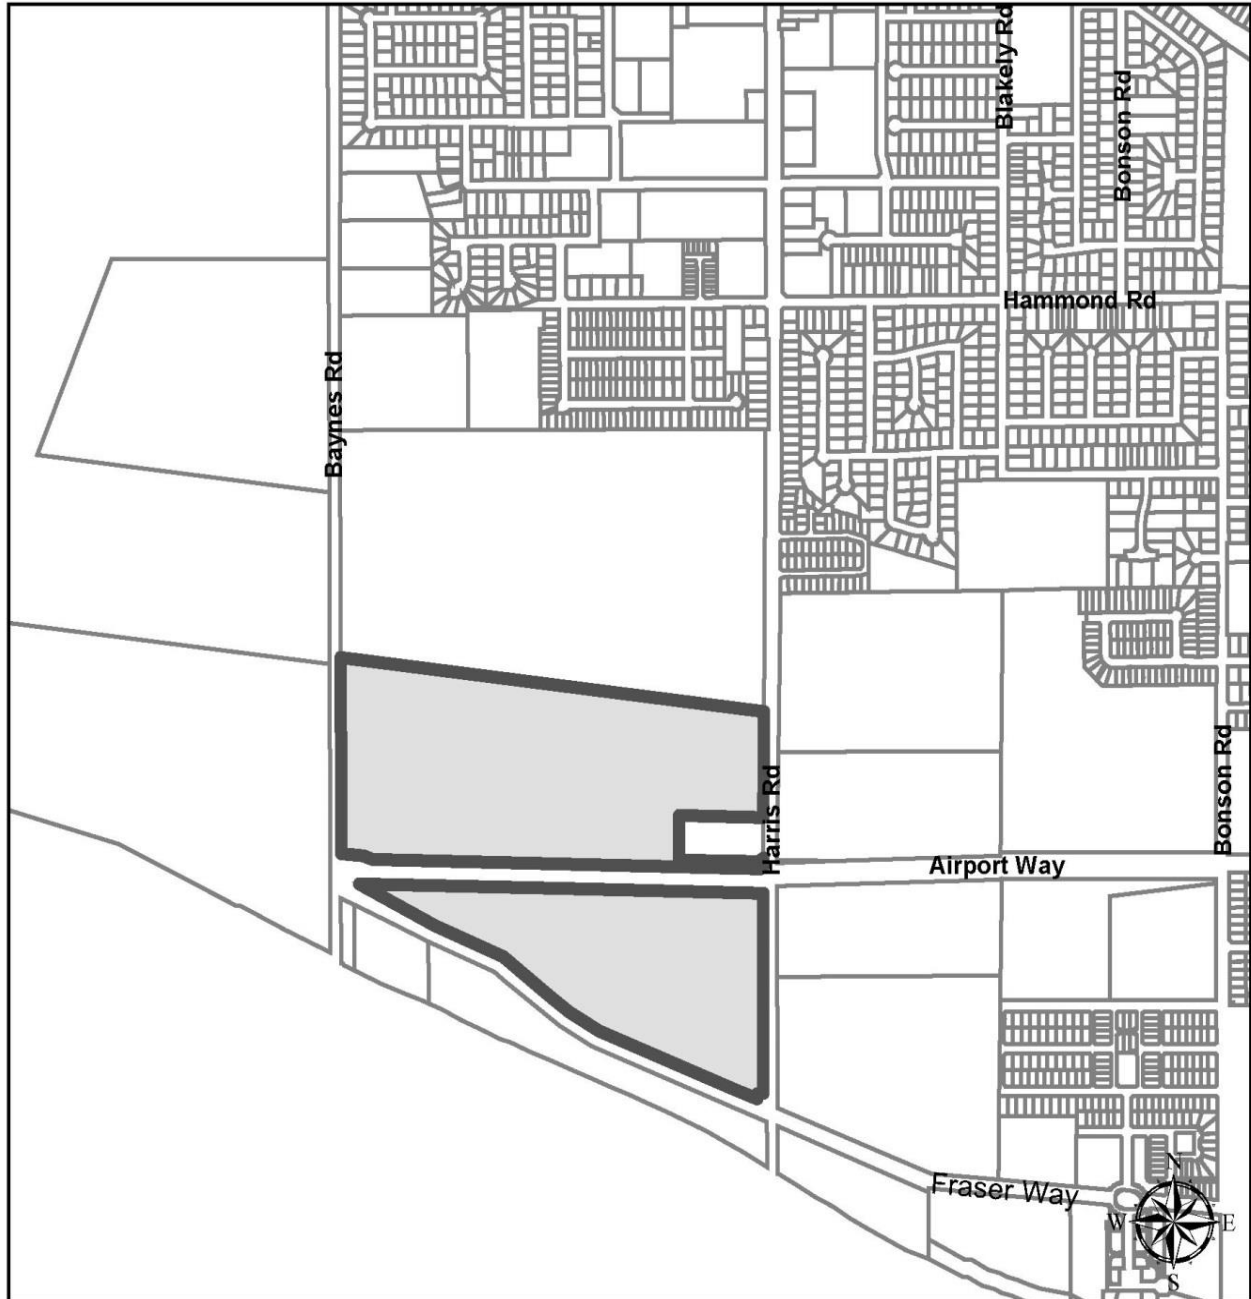 Blakely Rd
Bonson Rd
Hammond Rd
Baynes Rd
Harris Rd
Bonson Rd
Airport Way
Fraser Way
N
W
E
S